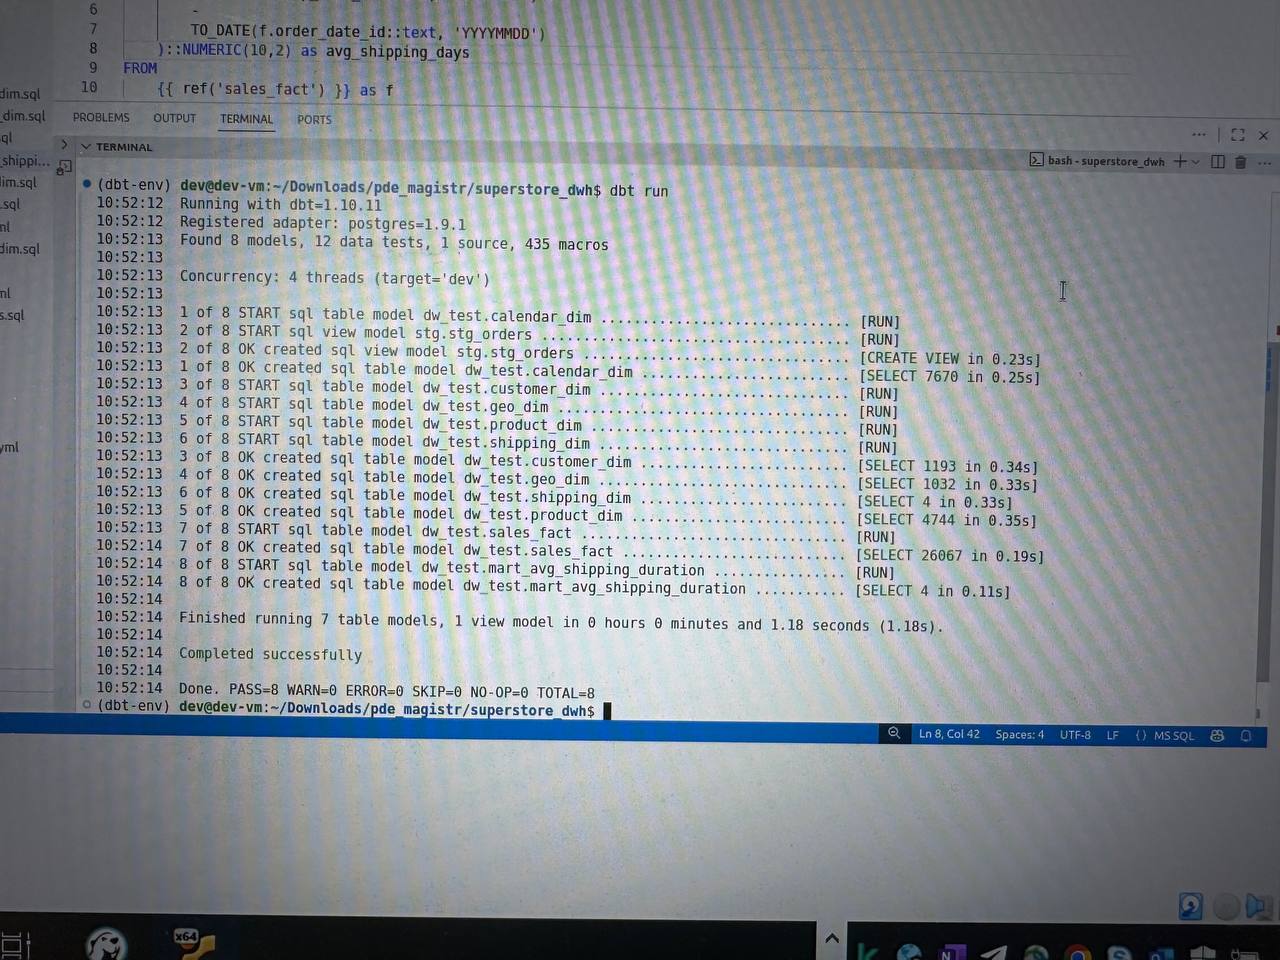 6 -
7 TO_DATE(f.order_date_id::text, 'YYYYMMDD')
8 )::NUMERIC(10,2) as avg_shipping_days
9 FROM
10 {{ ref('sales_fact') }} as f
dim.sql
_dim.sql
ql
_shippi...
lim.sql
.sql
ml
dim.sql
ml
s.sql
yml
PROBLEMS OUTPUT TERMINAL PORTS
TERMINAL
bash - superstore_dwh
(dbt-env) dev@dev-vm:~/Downloads/pde_magistr/superstore_dwh$ dbt run
10:52:12 Running with dbt=1.10.11
10:52:12 Registered adapter: postgres=1.9.1
10:52:13 Found 8 models, 12 data tests, 1 source, 435 macros
10:52:13
10:52:13 Concurrency: 4 threads (target='dev')
10:52:13
10:52:13 1 of 8 START sql table model dw_test.calendar_dim .............................. [RUN]
10:52:13 2 of 8 START sql view model stg.stg_orders ..................................... [RUN]
10:52:13 2 of 8 OK created sql view model stg.stg_orders ................................ [CREATE VIEW in 0.23s]
10:52:13 1 of 8 OK created sql table model dw_test.calendar_dim ......................... [SELECT 7670 in 0.25s]
10:52:13 3 of 8 START sql table model dw_test.customer_dim .............................. [RUN]
10:52:13 4 of 8 START sql table model dw_test.geo_dim ................................... [RUN]
10:52:13 5 of 8 START sql table model dw_test.product_dim ............................... [RUN]
10:52:13 6 of 8 START sql table model dw_test.shipping_dim .............................. [RUN]
10:52:13 3 of 8 OK created sql table model dw_test.customer_dim ......................... [SELECT 1193 in 0.34s]
10:52:13 4 of 8 OK created sql table model dw_test.geo_dim .............................. [SELECT 1032 in 0.33s]
10:52:13 6 of 8 OK created sql table model dw_test.shipping_dim ......................... [SELECT 4 in 0.33s]
10:52:13 5 of 8 OK created sql table model dw_test.product_dim .......................... [SELECT 4744 in 0.35s]
10:52:13 7 of 8 START sql table model dw_test.sales_fact ................................ [RUN]
10:52:14 7 of 8 OK created sql table model dw_test.sales_fact ........................... [SELECT 26067 in 0.19s]
10:52:14 8 of 8 START sql table model dw_test.mart_avg_shipping_duration ................ [RUN]
10:52:14 8 of 8 OK created sql table model dw_test.mart_avg_shipping_duration ........... [SELECT 4 in 0.11s]
10:52:14
10:52:14 Finished running 7 table models, 1 view model in 0 hours 0 minutes and 1.18 seconds (1.18s).
10:52:14
10:52:14 Completed successfully
10:52:14
10:52:14 Done. PASS=8 WARN=0 ERROR=0 SKIP=0 NO-OP=0 TOTAL=8
(dbt-env) dev@dev-vm:~/Downloads/pde_magistr/superstore_dwh$
Ln 8, Col 42 Spaces: 4 UTF-8 LF {} MS SQL
x64